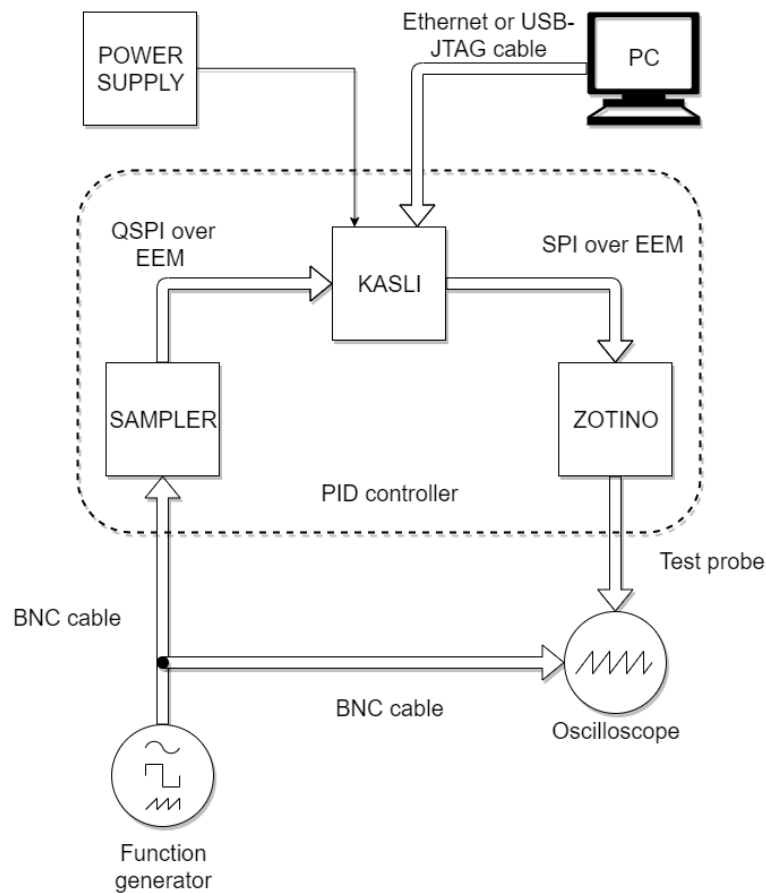 Ethernet or USB-
JTAG cable
POWER
SUPPLY
PC
QSPI over
EEM
SPI over EEM
KASLI
SAMPLER
ZOTINO
PID controller
Test probe
BNC cable
BNC cable
Oscilloscope
Function
generator